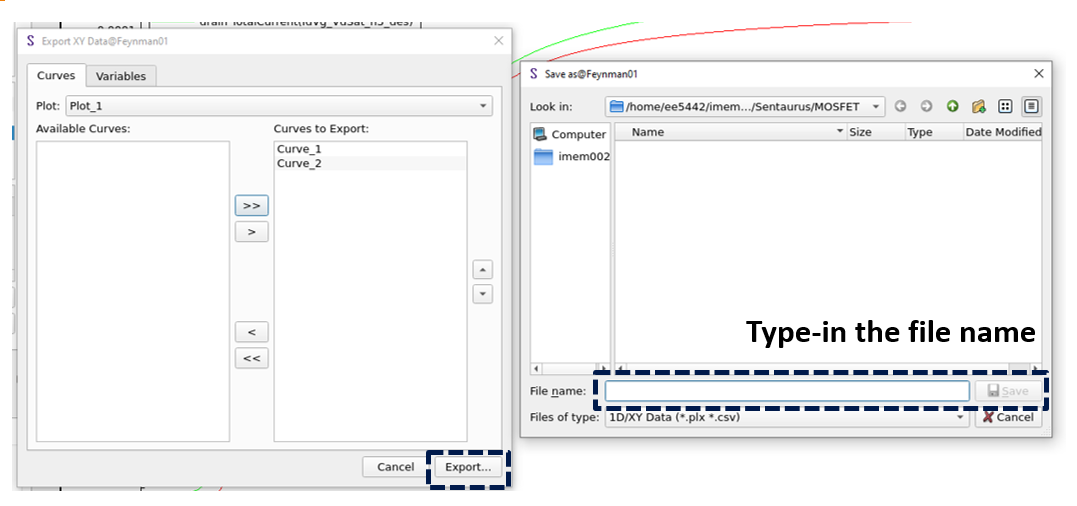 drain TotalCurrent(IdVg_VdSat_n5_des)
S Export XY Data@Feynman01
Curves Variables
Plot: Plot_1
Available Curves:
Curves to Export:
Curve_1
Curve_2
>>
>
<
<<
Cancel Export...
S Save as@Feynman01
Look in: /home/ee5442/imem.../Sentaurus/MOSFET
Computer
imem002
Name Size Type Date Modified
Type-in the file name
File name: Save
Files of type: 1D/XY Data (*.plx *.csv) Cancel